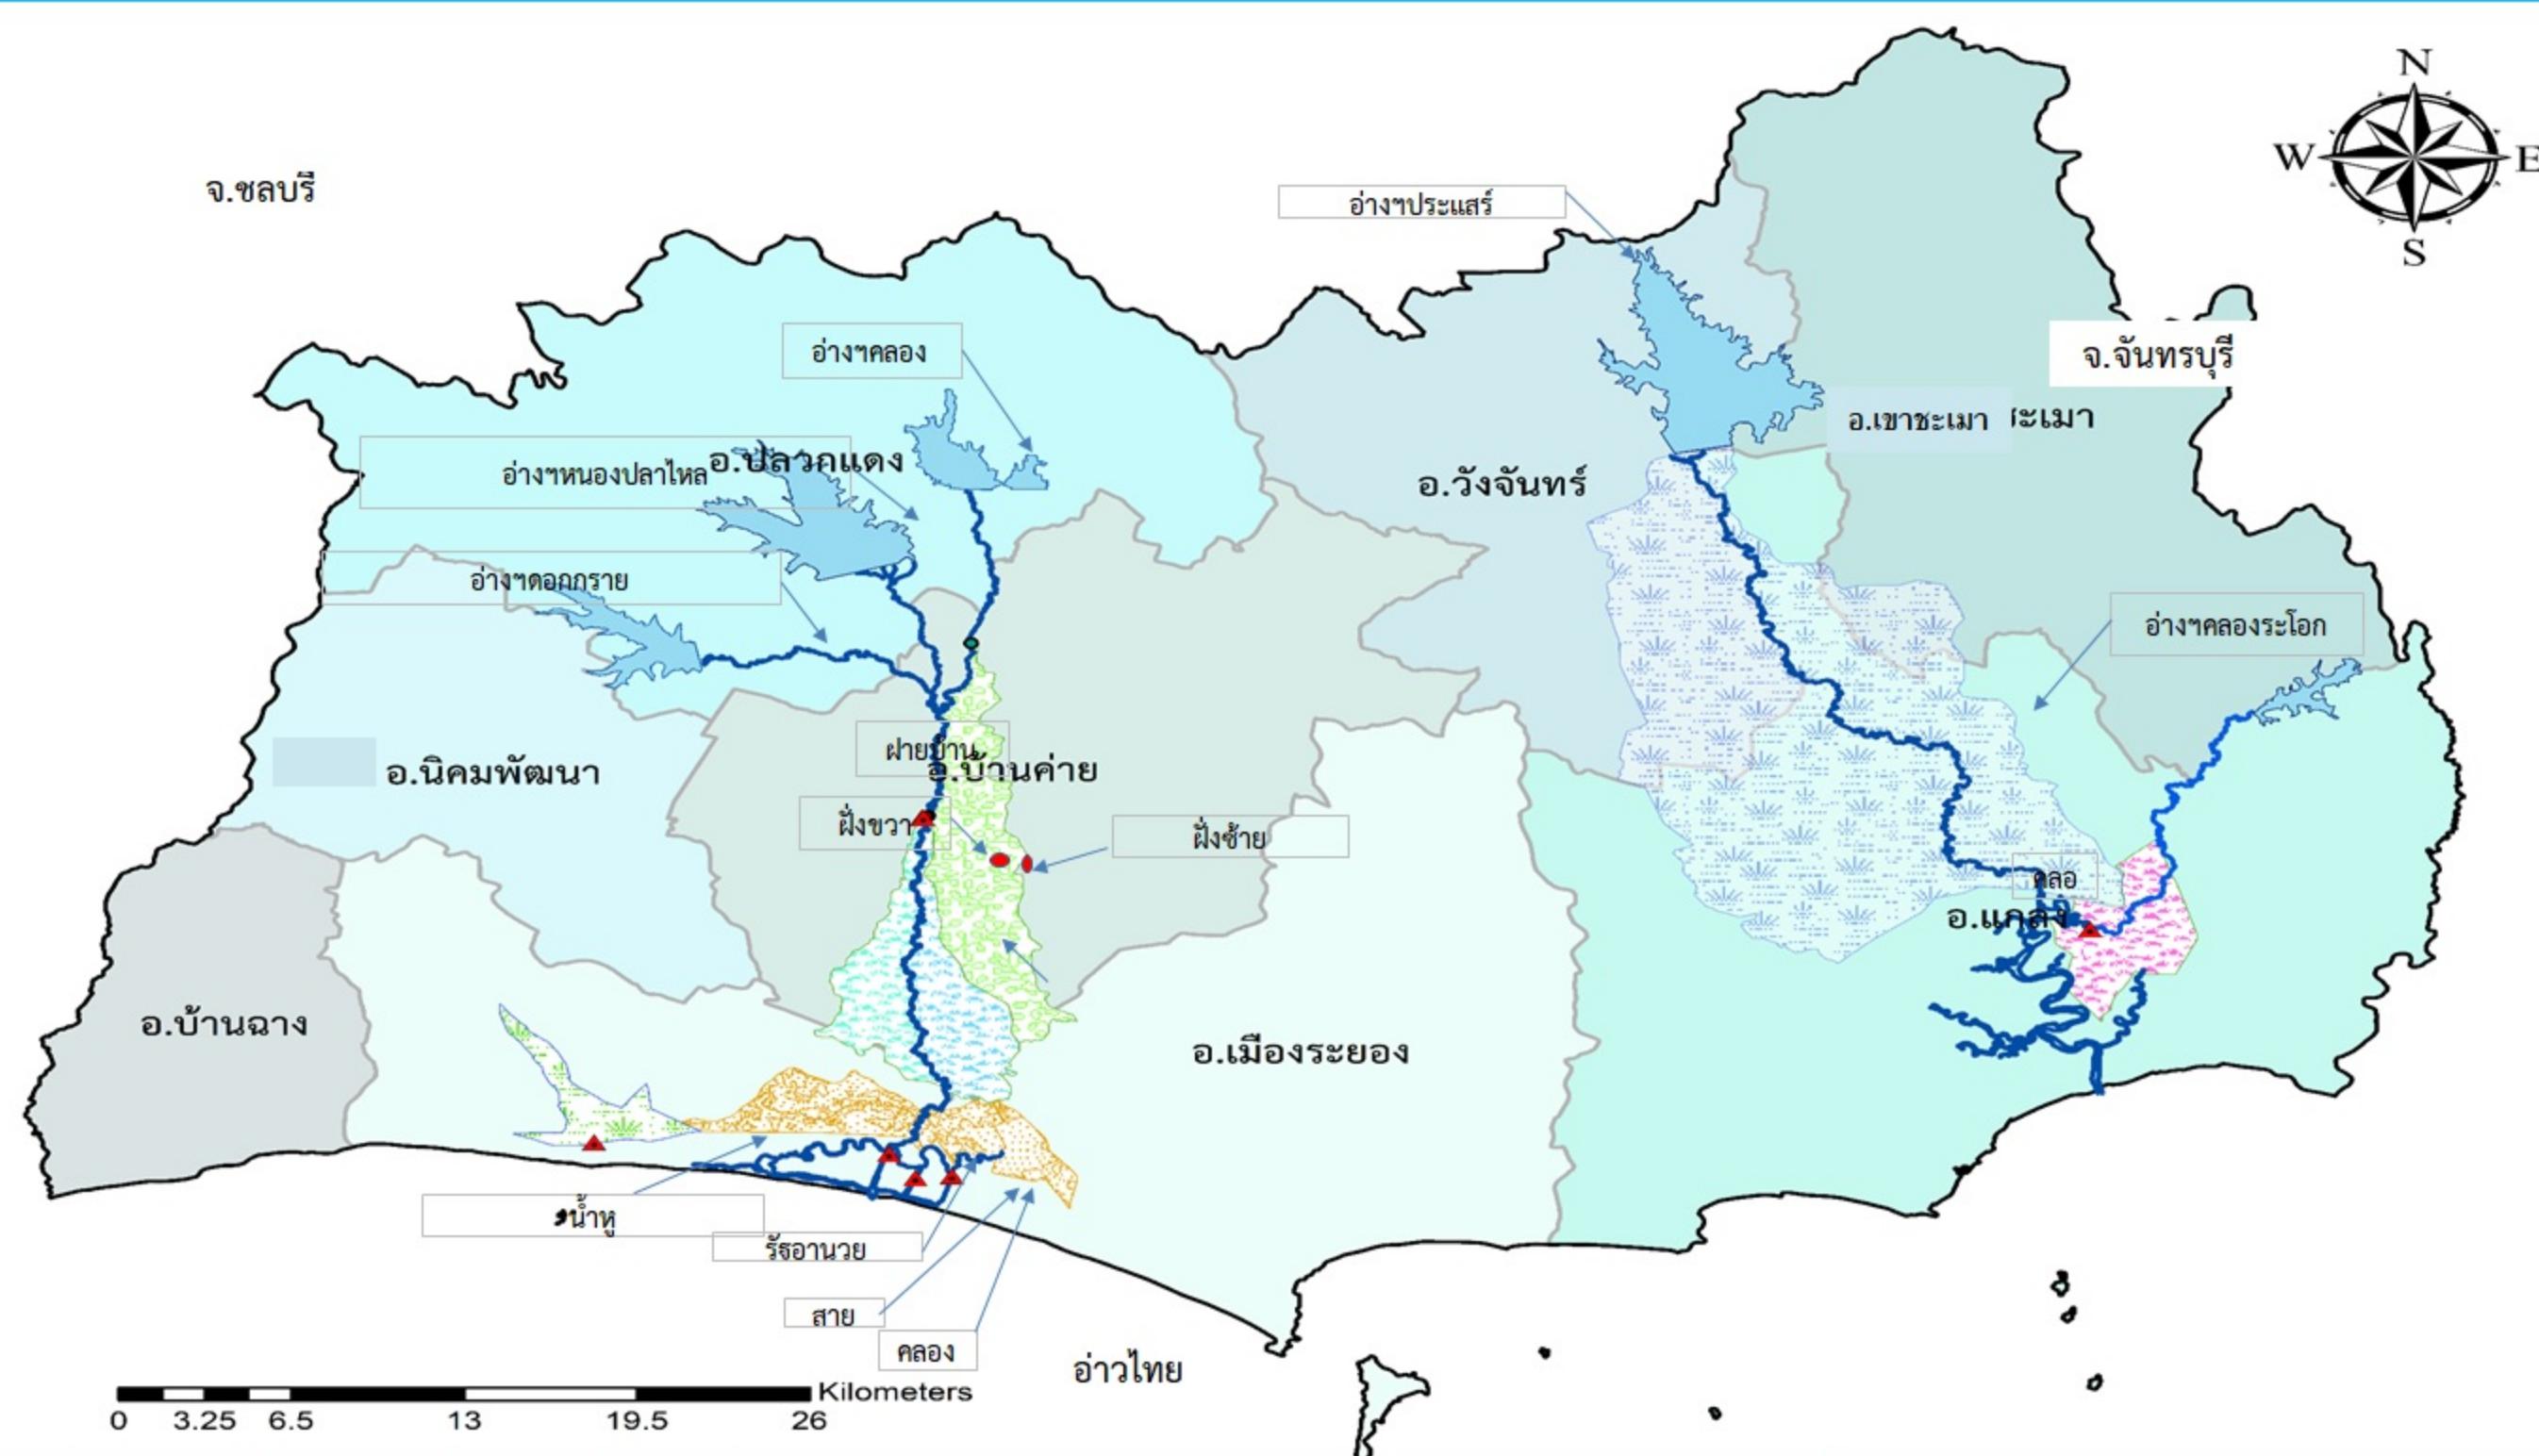 N
W
E
S
จ.ชลบุรี
อ่างฯประแสร์
อ่างฯคลอง
จ.จันทรบุรี
อ.เขาชะเมา
ชะเมา
อ่างฯหนองปลาไหล
อ.ปลวกแดง
อ.วังจันทร์
อ่างฯดอกกราย
อ่างฯคลองระโอก
ฝายบ้าน
อ.บ้านค่าย
อ.นิคมพัฒนา
ฝั่งขวา
ฝั่งซ้าย
คลอ
อ.แกลง
อ.บ้านฉาง
อ.เมืองระยอง
น้ำหู
รัฐอานวย
สาย
คลอง
อ่าวไทย
Kilometers
0 3.25 6.5 13 19.5 26